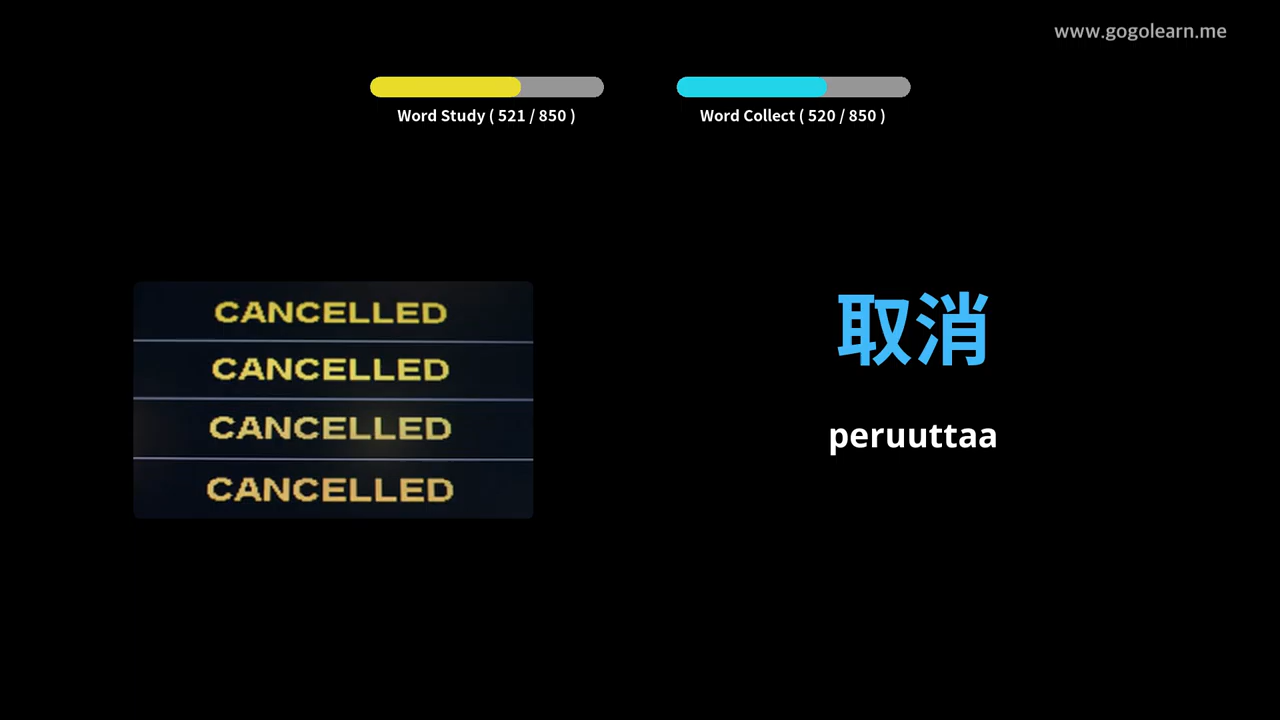 www.gogolearn.me
Word Study ( 521 / 850 )
Word Collect ( 520 / 850 )
CANCELLED
CANCELLED
CANCELLED
CANCELLED
取消
peruuttaa